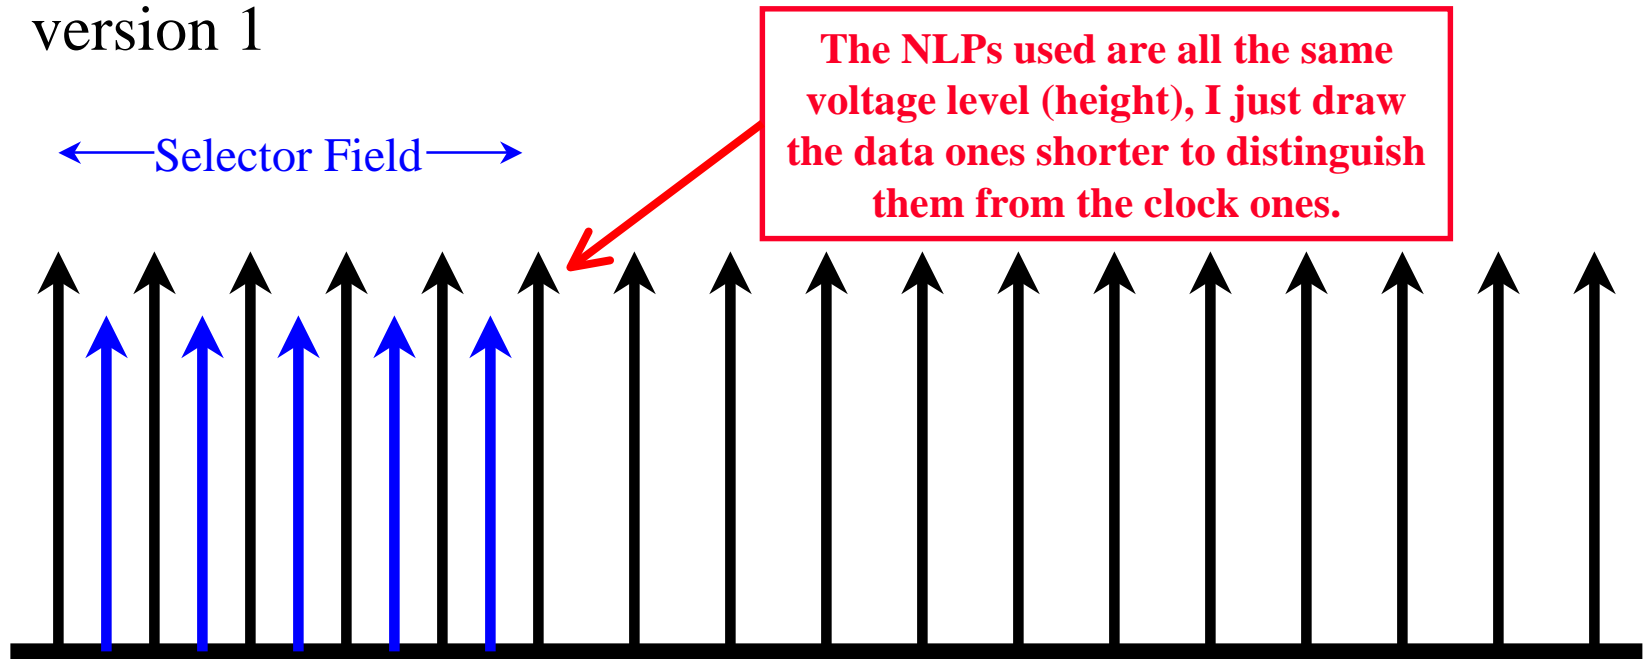 version 1
The NLPs used are all the same
voltage level (height), I just draw
the data ones shorter to distinguish
them from the clock ones.
Selector Field